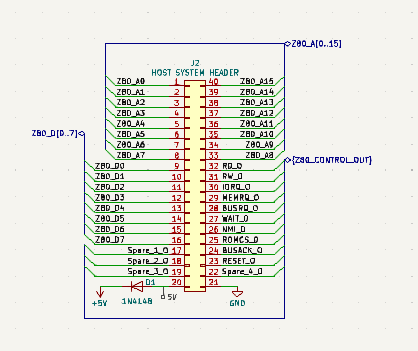 Z80_A[0..15]
J2
HOST SYSTEM HEADER
Z80_A0 1 40 Z80_A15
Z80_A1 2 39 Z80_A14
Z80_A2 3 38 Z80_A13
Z80_A3 4 37 Z80_A12
Z80_A4 5 36 Z80_A11
Z80_A5 6 35 Z80_A10
Z80_D[0..7]
Z80_A6 7 34 Z80_A9
Z80_A7 8 33 Z80_A8
{Z80_CONTROL_OUT}
Z80_D0 9 32 RD_O
Z80_D1 10 31 RW_O
Z80_D2 11 30 IORQ_O
Z80_D3 12 29 MEMRQ_O
Z80_D4 13 28 BUSRQ_O
Z80_D5 14 27 WAIT_O
Z80_D6 15 26 NMI_O
Z80_D7 16 25 ROMCS_O
Spare_1_O 17 24 BUSACK_O
Spare_2_O 18 23 RESET_O
Spare_3_O 19 22 Spare_4_O
D1 20 21
+5V 1N4148 5V GND